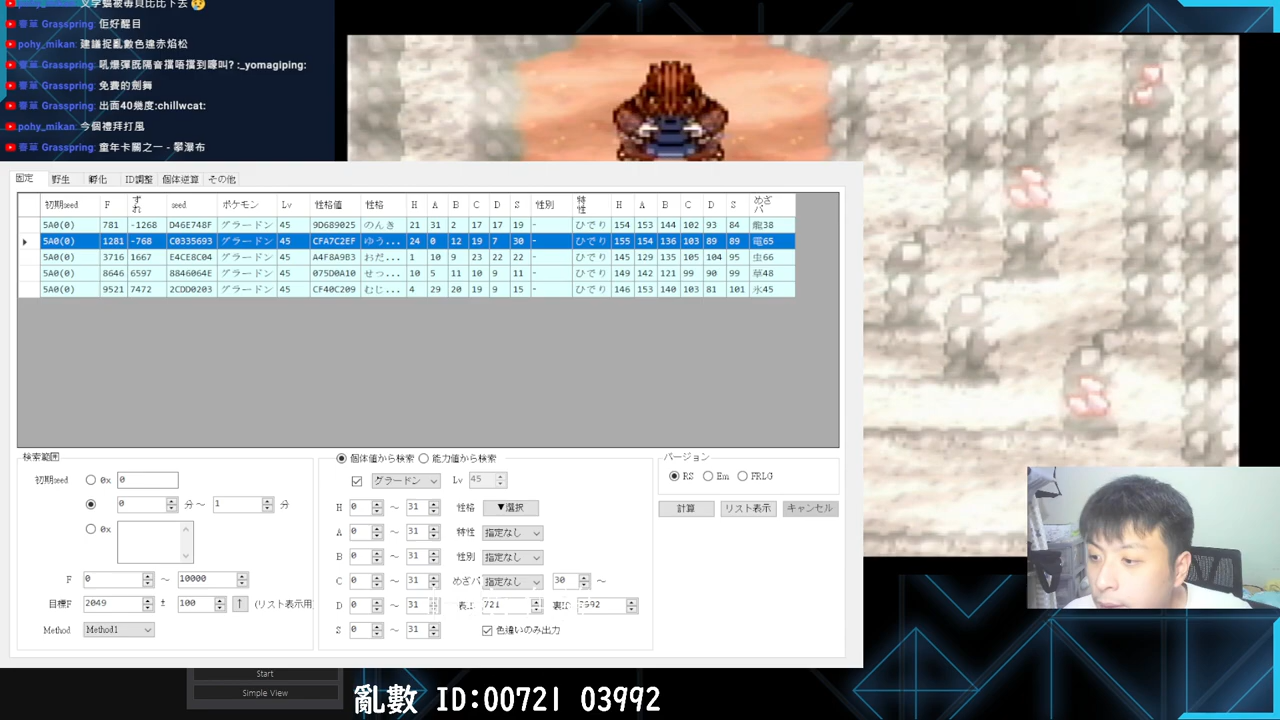 文字蠻被毒貝比比下去
Grasspring: 佢好醒目
pohy_mikan: 建議捉亂數色違赤焰松
Grasspring: 吼爆彈既隔音擋唔擋到嚎叫? :_yomagiping:
Grasspring: 免費的劍舞
Grasspring: 出面40幾度:chillwcat:
pohy_mikan: 今個禮拜打風
Grasspring: 童年卡關之一 - 攀瀑布
固定 野生 孵化 ID調整 個体逆算 その他
初期seed F ずれ seed ポケモン Lv 性格値 性格 H A B C D S 性別 特性 H A B C D S めざパ
5A0(0) 781 -1268 D46E748F グラードン 45 9D689025 のんき 21 31 2 17 17 19 - ひでり 154 153 144 102 93 84 龍38
5A0(0) 1281 -768 C0335693 グラードン 45 CFA7C2EF ゆう... 24 0 12 19 7 30 - ひでり 155 154 136 103 89 89 電65
5A0(0) 3716 1667 E4CE8C04 グラードン 45 A4F8A9B3 おだ... 1 10 9 23 22 22 - ひでり 145 129 135 105 104 95 虫66
5A0(0) 8646 6597 8846064E グラードン 45 075D0A10 せっ... 10 5 11 10 9 11 - ひでり 149 142 121 99 90 99 草48
5A0(0) 9521 7472 2CDD0203 グラードン 45 CF40C209 むじ... 4 29 20 19 9 15 - ひでり 146 153 140 103 81 101 氷45
検索範囲
初期seed 0x 0
0 分～ 1 分
0x
F 0 ～ 10000
目標F 2049 ± 100 ↑ (リスト表示用
Method Method1
個体値から検索 能力値から検索
グラードン Lv 45
H 0 ～ 31 性格 ▼選択
A 0 ～ 31 特性 指定なし
B 0 ～ 31 性別 指定なし
C 0 ～ 31 めざパ 指定なし 30 ～
D 0 ～ 31 721
S 0 ～ 31 色違いのみ出力
バージョン
RS Em FRLG
計算 リスト表示 キャンセル
Start
Simple View
亂數 ID:00721 03992